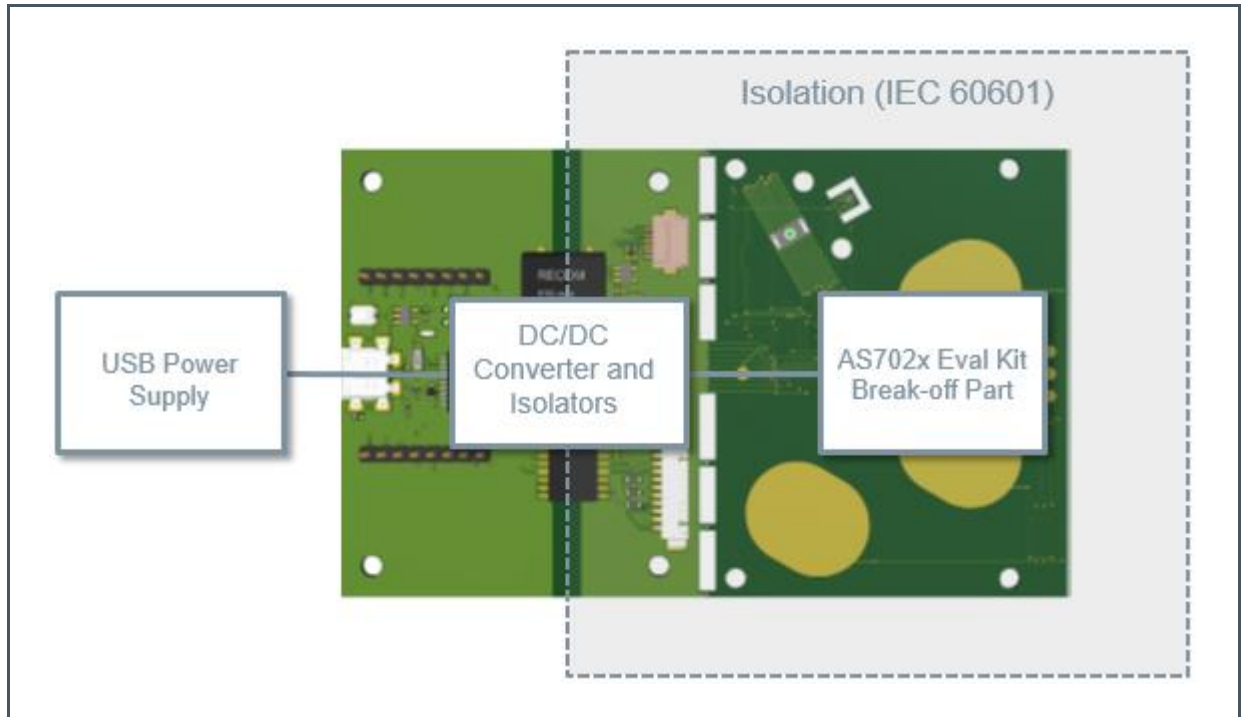 Isolation (IEC 60601)
RECOM
USB Power
Supply
DC/DC
Converter and
Isolators
AS702x Eval Kit
Break-off Part